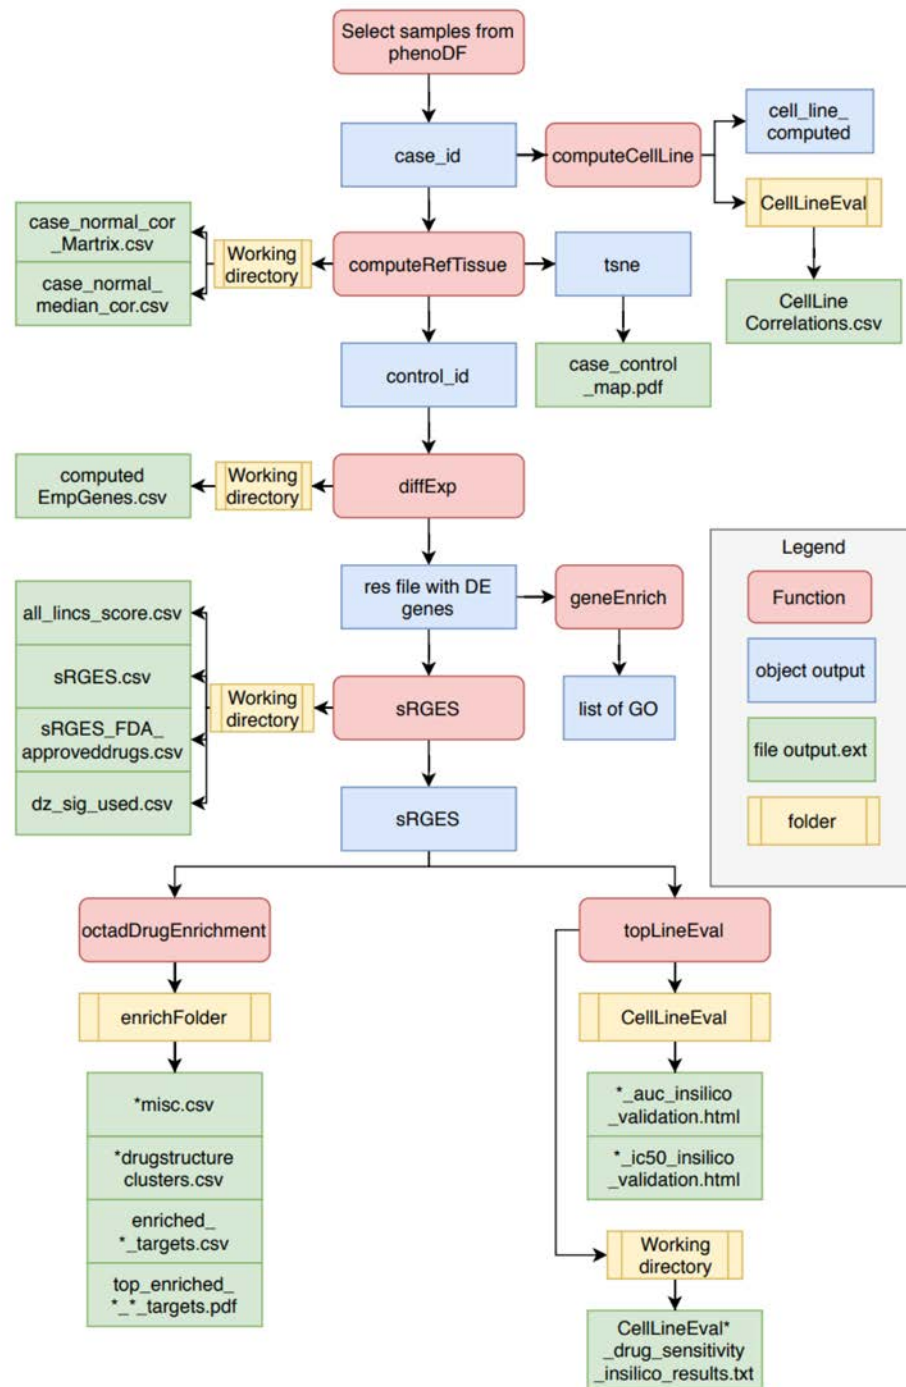 Select samples from
phenoDF
case_id
computeCellLine
cell_line_
computed
CellLineEval
CellLine
Correlations.csv
case_normal_cor
_Martrix.csv
case_normal_
median_cor.csv
Working
directory
computeRefTissue
tsne
case_control
_map.pdf
control_id
computed
EmpGenes.csv
Working
directory
diffExp
res file with DE
genes
geneEnrich
list of GO
all_lincs_score.csv
sRGES.csv
sRGES_FDA_
approveddrugs.csv
dz_sig_used.csv
Working
directory
sRGES
sRGES
Legend
Function
object output
file output.ext
folder
octadDrugEnrichment
enrichFolder
*misc.csv
*drugstructure
clusters.csv
enriched_
*_targets.csv
top_enriched_
*_*_targets.pdf
topLineEval
CellLineEval
*_auc_insilico
_validation.html
*_ic50_insilico
_validation.html
Working
directory
CellLineEval*
_drug_sensitivity
_insilico_results.txt